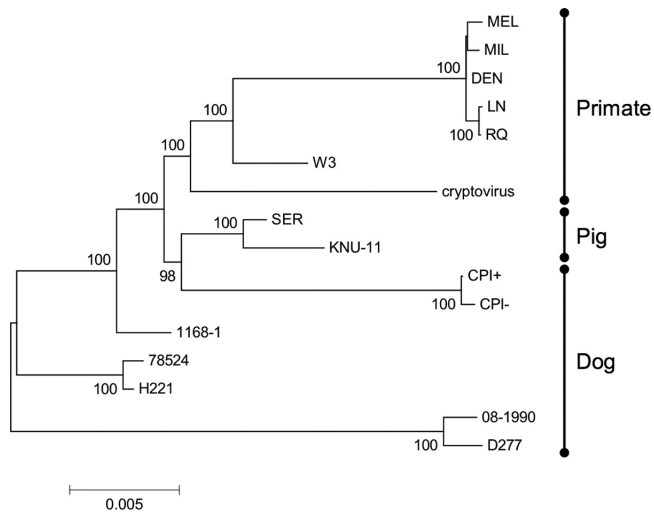 MEL
MIL
100
DEN
LN
100
RQ
Primate
100
W3
100
cryptovirus
100
100
SER
KNU-11
Pig
98
CPI+
100
CPI-
100
1168-1
78524
100
H221
Dog
08-1990
100
D277
0.005